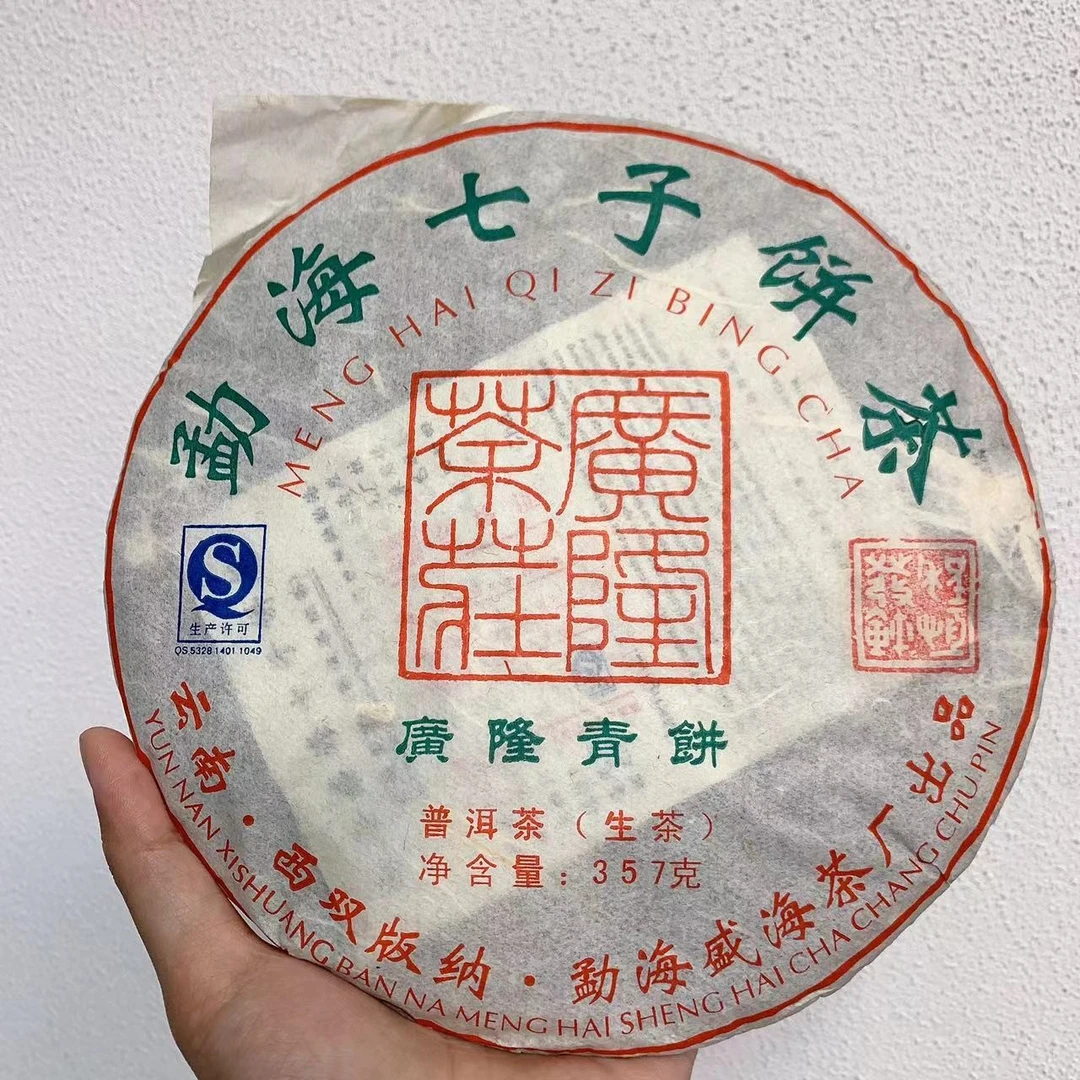 勐海七子餅茶
MENG HAI QI ZI BING CHA
廣隆
茶莊
S
生产许可
QS 5328 1401 1049
廣隆青餅
普洱茶（生茶）
净含量：357克
云南·西双版纳·勐海盛海茶厂出品
YUN NAN XISHUANG BAN NA MENG HAI SHENG HAI CHA CHANG CHU PIN